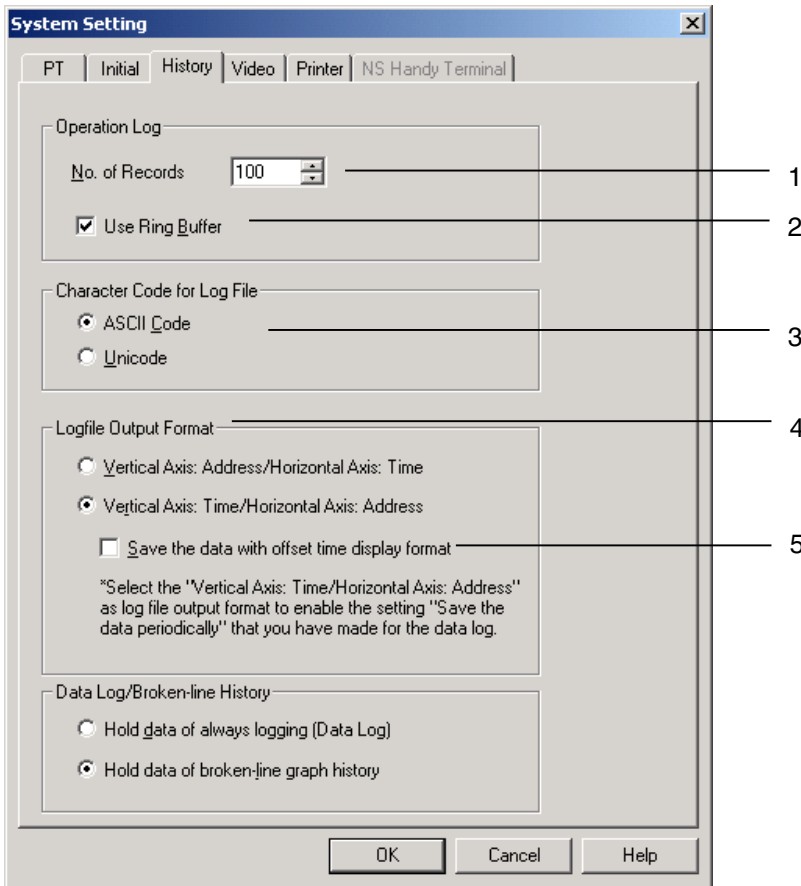 System Setting
PT Initial History Video Printer NS Handy Terminal
Operation Log
No. of Records 100
1
Use Ring Buffer
2
Character Code for Log File
ASCII Code
3
Unicode
Logfile Output Format
4
Vertical Axis: Address/Horizontal Axis: Time
Vertical Axis: Time/Horizontal Axis: Address
Save the data with offset time display format
5
*Select the "Vertical Axis: Time/Horizontal Axis: Address"
as log file output format to enable the setting "Save the
data periodically" that you have made for the data log.
Data Log/Broken-line History
Hold data of always logging (Data Log)
Hold data of broken-line graph history
OK Cancel Help